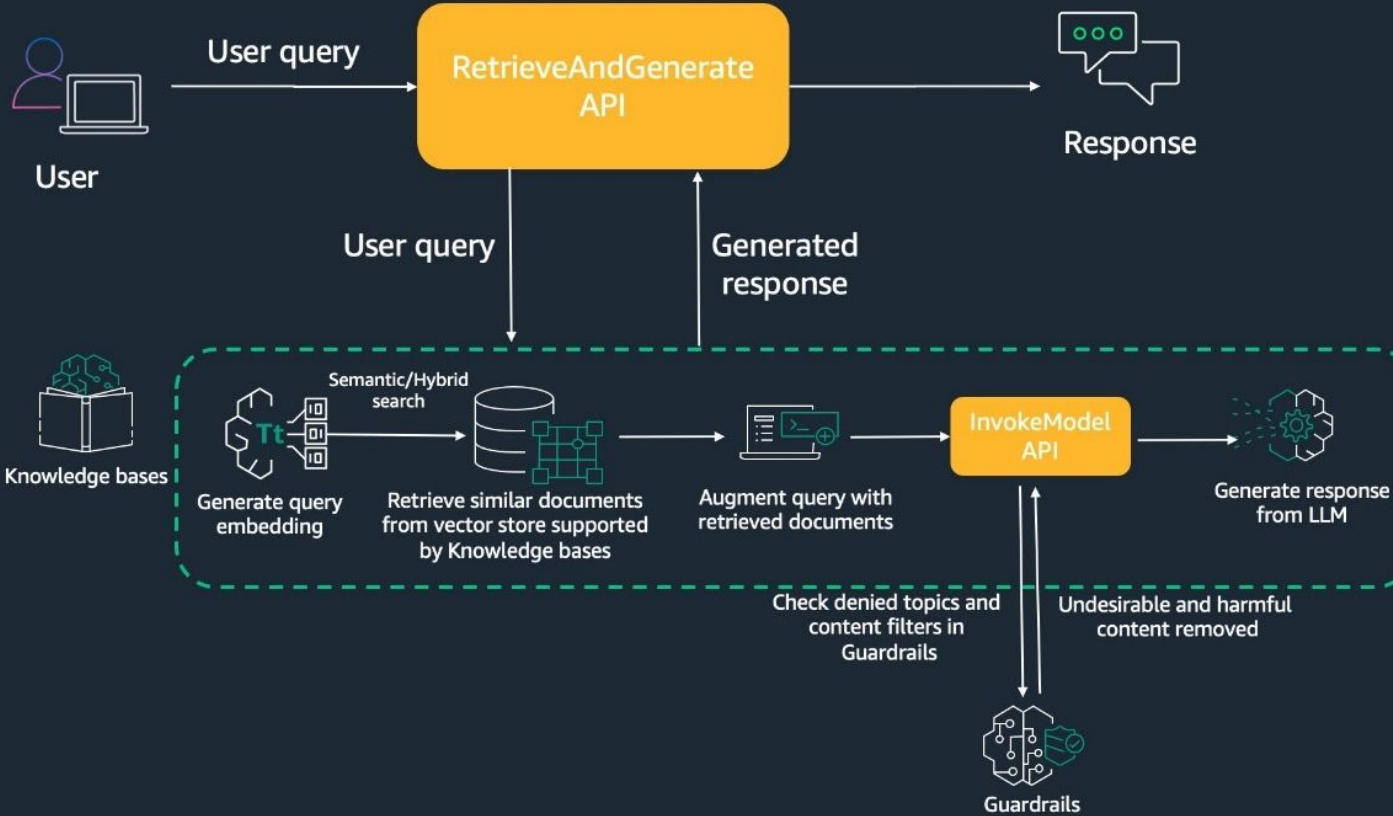 User query
RetrieveAndGenerate
API
User
Response
User query
Generated
response
Knowledge bases
Semantic/Hybrid
search
Tt
Generate query
embedding
Retrieve similar documents
from vector store supported
by Knowledge bases
Augment query with
retrieved documents
InvokeModel
API
Generate response
from LLM
Check denied topics and
content filters in
Guardrails
Undesirable and harmful
content removed
Guardrails